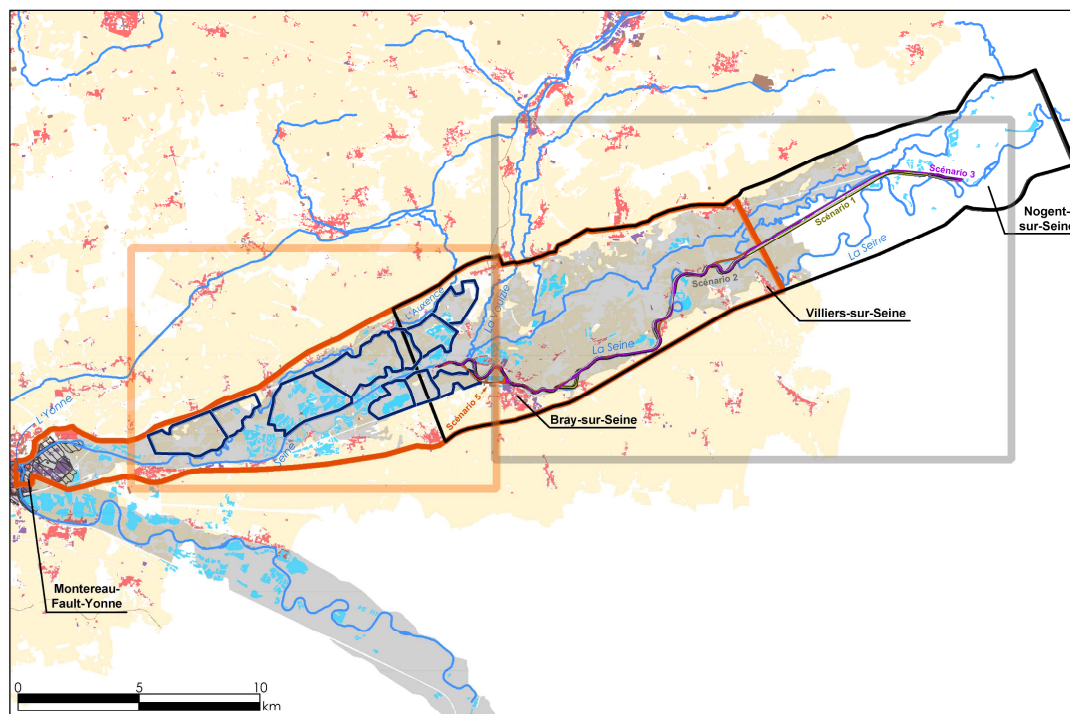 Scénario 3
Scénario 1
Nogent-
sur-Seine
La Seine
Scénario 2
Villiers-sur-Seine
L'Auxence
La Voulzie
La Seine
Scénario 5
Bray-sur-Seine
L'Yonne
Seine
Montereau-
Fault-Yonne
0 5 10
km